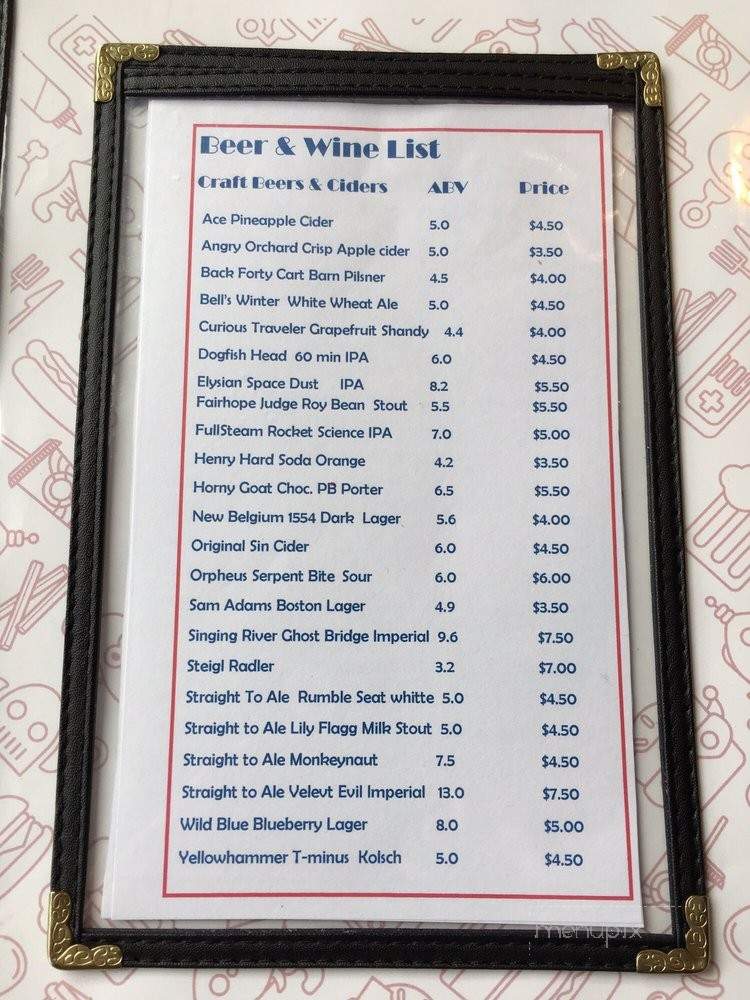 Beer & Wine List
Craft Beers & Ciders ABV Price
Ace Pineapple Cider 5.0 $4.50
Angry Orchard Crisp Apple cider 5.0 $3.50
Back Forty Cart Barn Pilsner 4.5 $4.00
Bell's Winter White Wheat Ale 5.0 $4.50
Curious Traveler Grapefruit Shandy 4.4 $4.00
Dogfish Head 60 min IPA 6.0 $4.50
Elysian Space Dust IPA 8.2 $5.50
Fairhope Judge Roy Bean Stout 5.5 $5.50
FullSteam Rocket Science IPA 7.0 $5.00
Henry Hard Soda Orange 4.2 $3.50
Horny Goat Choc. PB Porter 6.5 $5.50
New Belgium 1554 Dark Lager 5.6 $4.00
Original Sin Cider 6.0 $4.50
Orpheus Serpent Bite Sour 6.0 $6.00
Sam Adams Boston Lager 4.9 $3.50
Singing River Ghost Bridge Imperial 9.6 $7.50
Steigl Radler 3.2 $7.00
Straight To Ale Rumble Seat whitte 5.0 $4.50
Straight to Ale Lily Flagg Milk Stout 5.0 $4.50
Straight to Ale Monkeynaut 7.5 $4.50
Straight to Ale Velevt Evil Imperial 13.0 $7.50
Wild Blue Blueberry Lager 8.0 $5.00
Yellowhammer T-minus Kolsch 5.0 $4.50
menupix